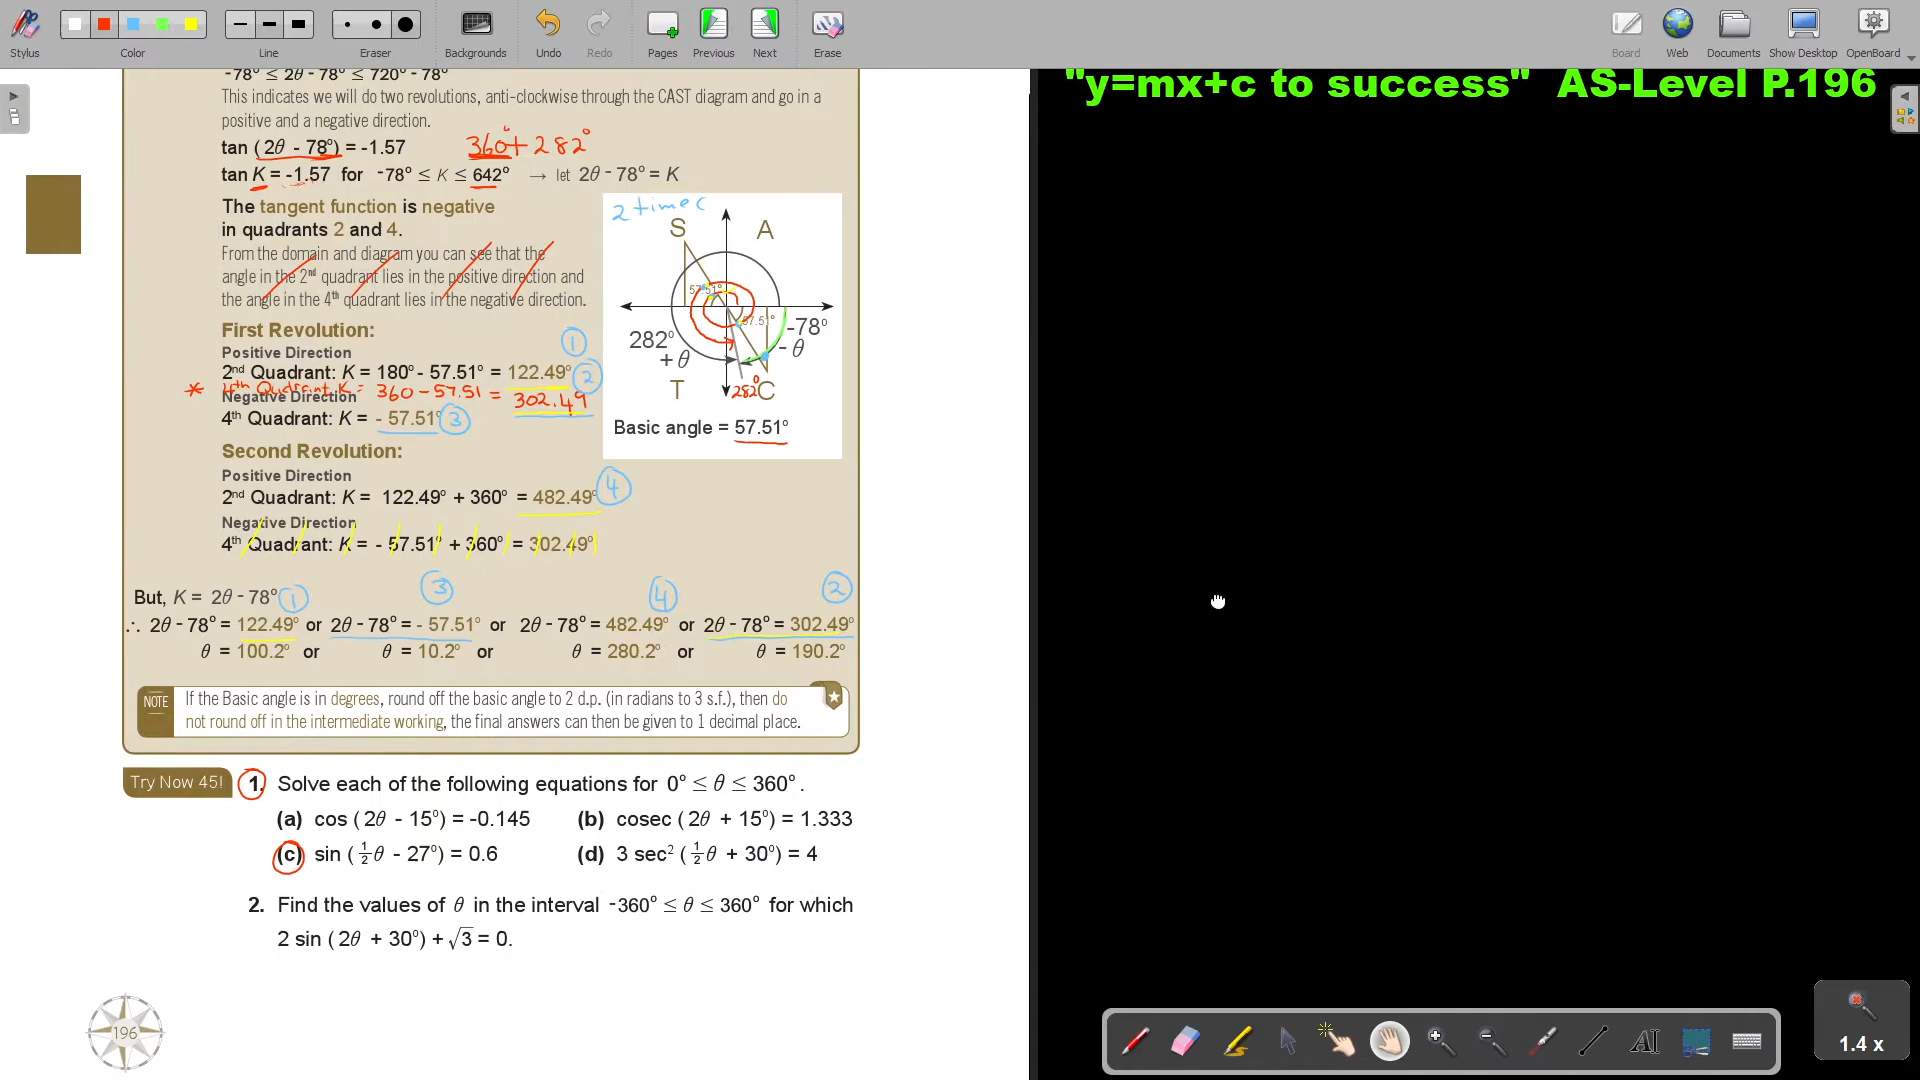 Stylus Color Line Eraser Backgrounds Undo Redo Pages Previous Next Erase Board Web Documents Show Desktop OpenBoard
"y=mx+c to success" AS-Level P.196
-78° ≤ 2θ - 78° ≤ 720° - 78°
This indicates we will do two revolutions, anti-clockwise through the CAST diagram and go in a
positive and a negative direction.
tan ( 2θ - 78°) = -1.57 360° + 282°
tan K = -1.57 for -78° ≤ K ≤ 642° → let 2θ - 78° = K
The tangent function is negative
in quadrants 2 and 4.
From the domain and diagram you can see that the
angle in the 2nd quadrant lies in the positive direction and
the angle in the 4th quadrant lies in the negative direction.
2 times
S A
57.51°
57.51°
282° + θ
-78° - θ
T 282° C
Basic angle = 57.51°
First Revolution:
Positive Direction ①
2nd Quadrant: K = 180° - 57.51° = 122.49°
* 4th Quadrant K = 360 - 57.51 = 302.49 ②
Negative Direction
4th Quadrant: K = - 57.51° ③
Second Revolution:
Positive Direction
2nd Quadrant: K = 122.49° + 360° = 482.49° ④
Negative Direction
4th Quadrant: K = - 57.51° + 360° = 302.49°
But, K = 2θ - 78° ① ③ ④ ②
∴ 2θ - 78° = 122.49° or 2θ - 78° = - 57.51° or 2θ - 78° = 482.49° or 2θ - 78° = 302.49°
θ = 100.2° or θ = 10.2° or θ = 280.2° or θ = 190.2°
NOTE If the Basic angle is in degrees, round off the basic angle to 2 d.p. (in radians to 3 s.f.), then do
not round off in the intermediate working, the final answers can then be given to 1 decimal place.
Try Now 45! 1. Solve each of the following equations for 0° ≤ θ ≤ 360°.
(a) cos ( 2θ - 15°) = -0.145 (b) cosec ( 2θ + 15°) = 1.333
(c) sin ( ½θ - 27°) = 0.6 (d) 3 sec² ( ½θ + 30°) = 4
2. Find the values of θ in the interval -360° ≤ θ ≤ 360° for which
2 sin ( 2θ + 30°) + √3 = 0.
196
1.4 x